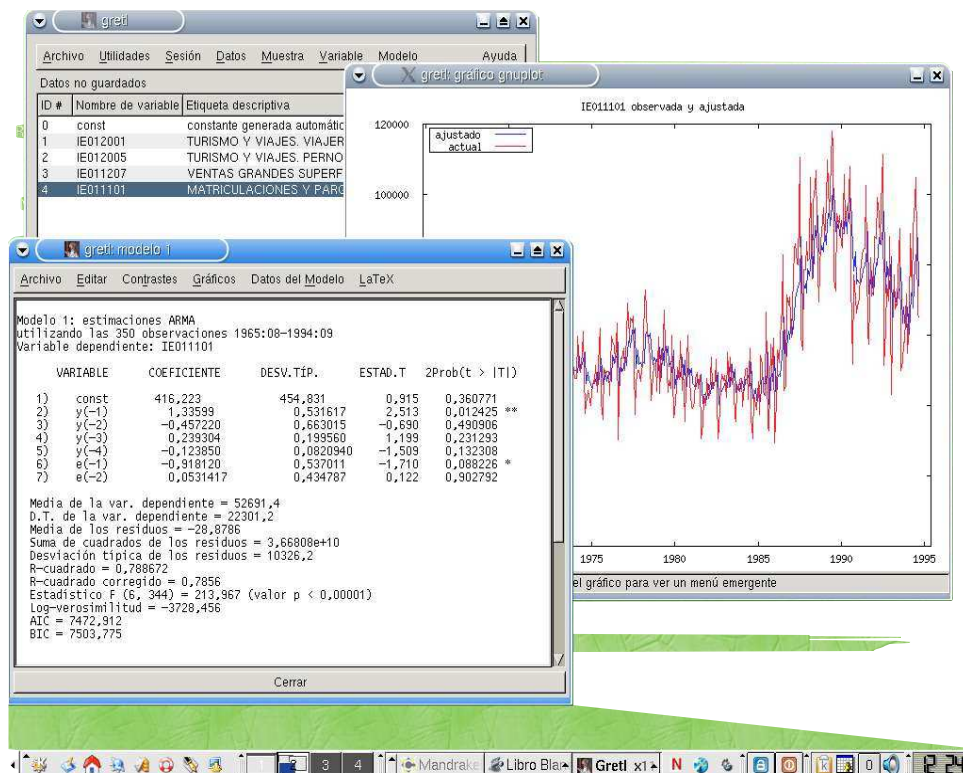 gretl
Archivo Utilidades Sesión Datos Muestra Variable Modelo Ayuda
Datos no guardados
ID # Nombre de variable Etiqueta descriptiva
0 const constante generada automátic
1 IE012001 TURISMO Y VIAJES. VIAJER
2 IE012005 TURISMO Y VIAJES. PERNO
3 IE011207 VENTAS GRANDES SUPERF
4 IE011101 MATRICULACIONES Y PARQ
gretl: gráfico gnuplot
IE011101 observada y ajustada
120000
100000
ajustado
actual
1975 1980 1985 1990 1995
el gráfico para ver un menú emergente
gretl: modelo 1
Archivo Editar Contrastes Gráficos Datos del Modelo LaTeX
Modelo 1: estimaciones ARMA
utilizando las 350 observaciones 1965:08-1994:09
Variable dependiente: IE011101
VARIABLE COEFICIENTE DESV.TÍP. ESTAD.T 2Prob(t > |T|)
1) const 416,223 454,831 0,915 0,360771
2) y(-1) 1,33599 0,531617 2,513 0,012425 **
3) y(-2) -0,457220 0,663015 -0,690 0,490906
4) y(-3) 0,239304 0,199560 1,199 0,231293
5) y(-4) -0,123850 0,0820940 -1,509 0,132308
6) e(-1) -0,918120 0,537011 -1,710 0,088226 *
7) e(-2) 0,0531417 0,434787 0,122 0,902792
Media de la var. dependiente = 52691,4
D.T. de la var. dependiente = 22301,2
Media de los residuos = -28,8786
Suma de cuadrados de los residuos = 3,66808e+10
Desviación típica de los residuos = 10326,2
R-cuadrado = 0,788672
R-cuadrado corregido = 0,7856
Estadístico F (6, 344) = 213,967 (valor p < 0,00001)
Log-verosimilitud = -3728,456
AIC = 7472,912
BIC = 7503,775
Cerrar
1 2 3 4 Mandrake Libro Bla Gretl x1 N 0 12 24